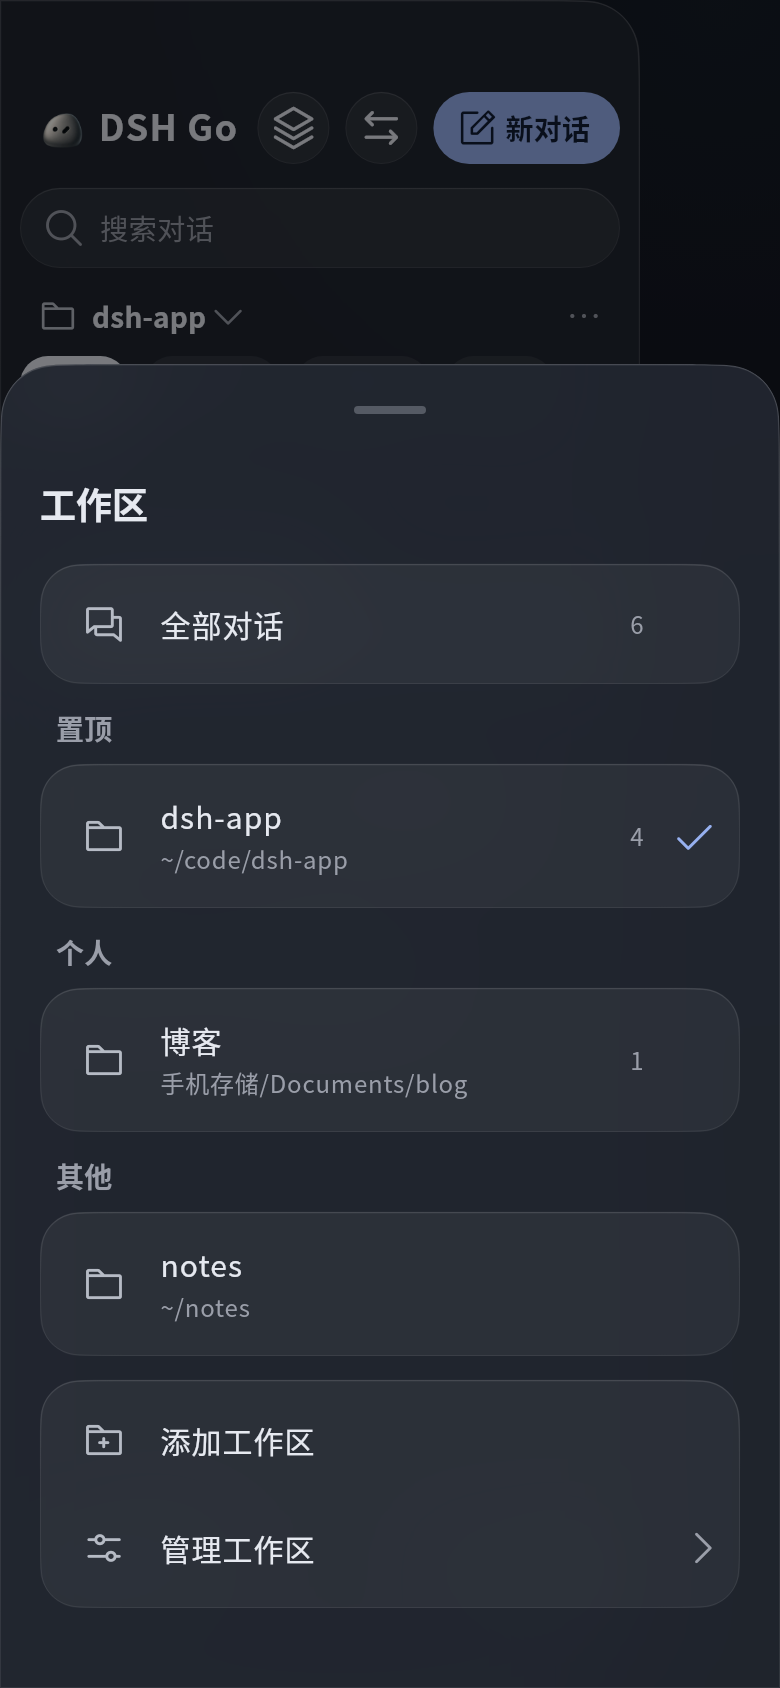 DSH Go
新对话
搜索对话
dsh-app
工作区
全部对话
6
置顶
dsh-app
~/code/dsh-app
4
个人
博客
手机存储/Documents/blog
1
其他
notes
~/notes
添加工作区
管理工作区